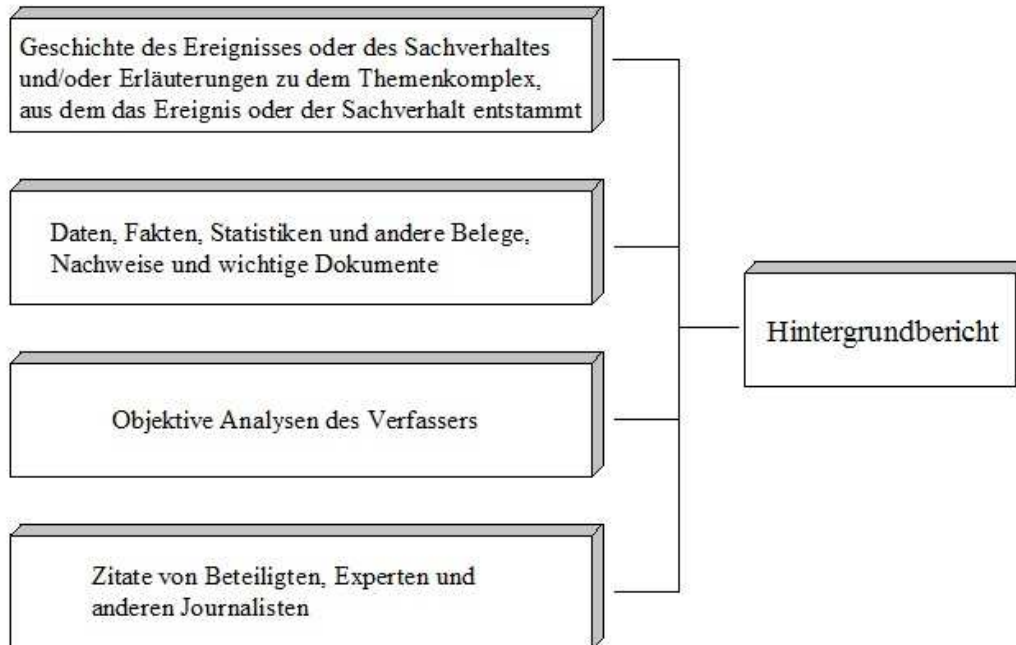 Geschichte des Ereignisses oder des Sachverhaltes
und/oder Erläuterungen zu dem Themenkomplex,
aus dem das Ereignis oder der Sachverhalt entstammt
Daten, Fakten, Statistiken und andere Belege,
Nachweise und wichtige Dokumente
Hintergrundbericht
Objektive Analysen des Verfassers
Zitate von Beteiligten, Experten und
anderen Journalisten